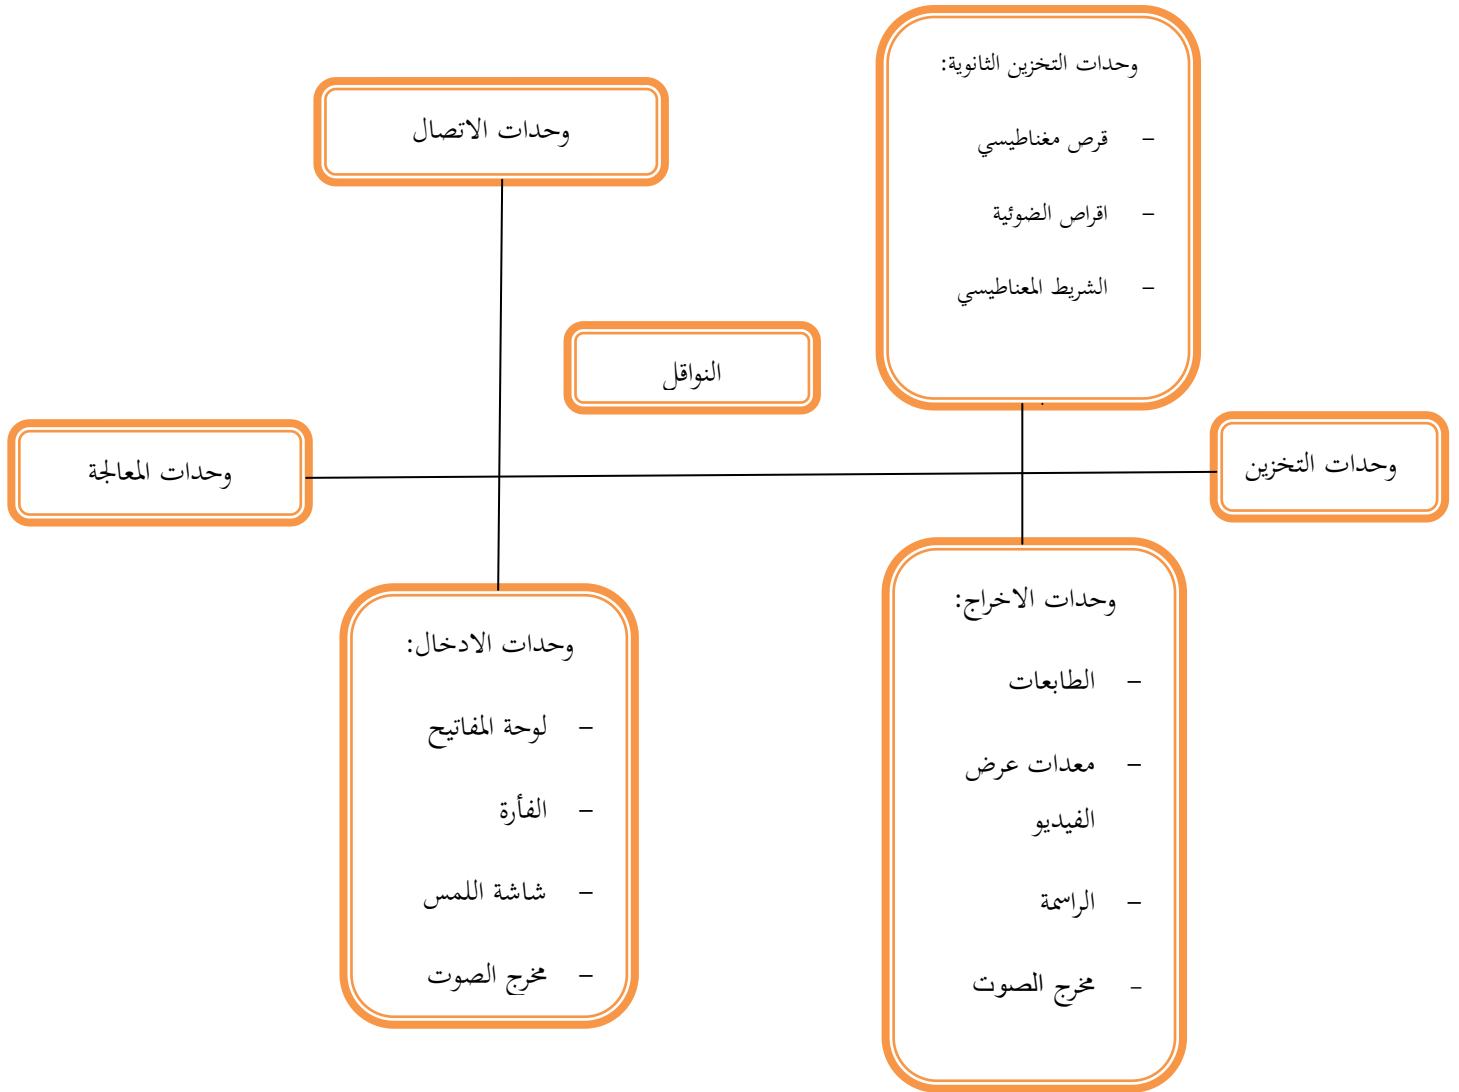 وحدات التخزين الثانوية:
– قرص مغناطيسي
– اقراص الضوئية
– الشريط المعناطيسي
وحدات الاتصال
النواقل
وحدات التخزين
وحدات المعالجة
وحدات الاخراج:
– الطابعات
– معدات عرض
الفيديو
– الراسمة
– مخرج الصوت
وحدات الادخال:
– لوحة المفاتيح
– الفأرة
– شاشة اللمس
– مخرج الصوت